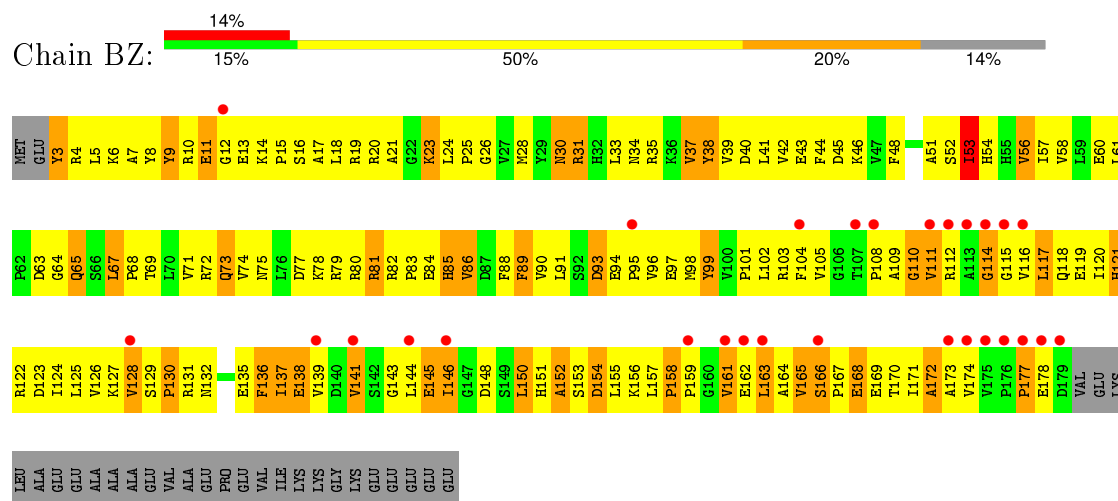 14%
Chain BZ:
15% 50% 20% 14%
MET GLU Y3 R4 L5 K6 A7 Y8 Y9 R10 E11 G12 E13 K14 P15 S16 A17 L18 R19 R20 A21 G22 K23 L24 P25 G26 V27 M28 Y29 N30 R31 H32 L33 N34 R35 K36 V37 Y38 V39 D40 L41 V42 E43 F44 D45 K46 V47 F48 A51 S52 I53 H54 H55 V56 I57 V58 L59 E60 L61
P62 D63 G64 Q65 S66 L67 P68 T69 L70 V71 R72 Q73 V74 N75 L76 D77 K78 R79 R80 R81 R82 P83 E84 H85 V86 D87 F88 F89 V90 L91 S92 D93 E94 P95 V96 E97 M98 Y99 V100 P101 L102 R103 F104 V105 G106 T107 P108 A109 G110 V111 R112 A113 G114 G115 V116 L117 Q118 E119 I120 H121
R122 D123 I124 L125 V126 K127 V128 S129 P130 R131 N132 E135 F136 I137 E138 V139 D140 V141 S142 G143 L144 E145 I146 G147 D148 S149 L150 H151 A152 S153 D154 L155 K156 L157 P158 P159 G160 V161 E162 L163 A164 V165 S166 P167 E168 E169 T170 I171 A172 A173 V174 V175 P176 P177 E178 D179 VAL GLU LYS
LEU ALA GLU GLU ALA ALA ALA GLU VAL ALA GLU PRO GLU VAL ILE LYS LYS GLY LYS GLU GLU GLU GLU GLU